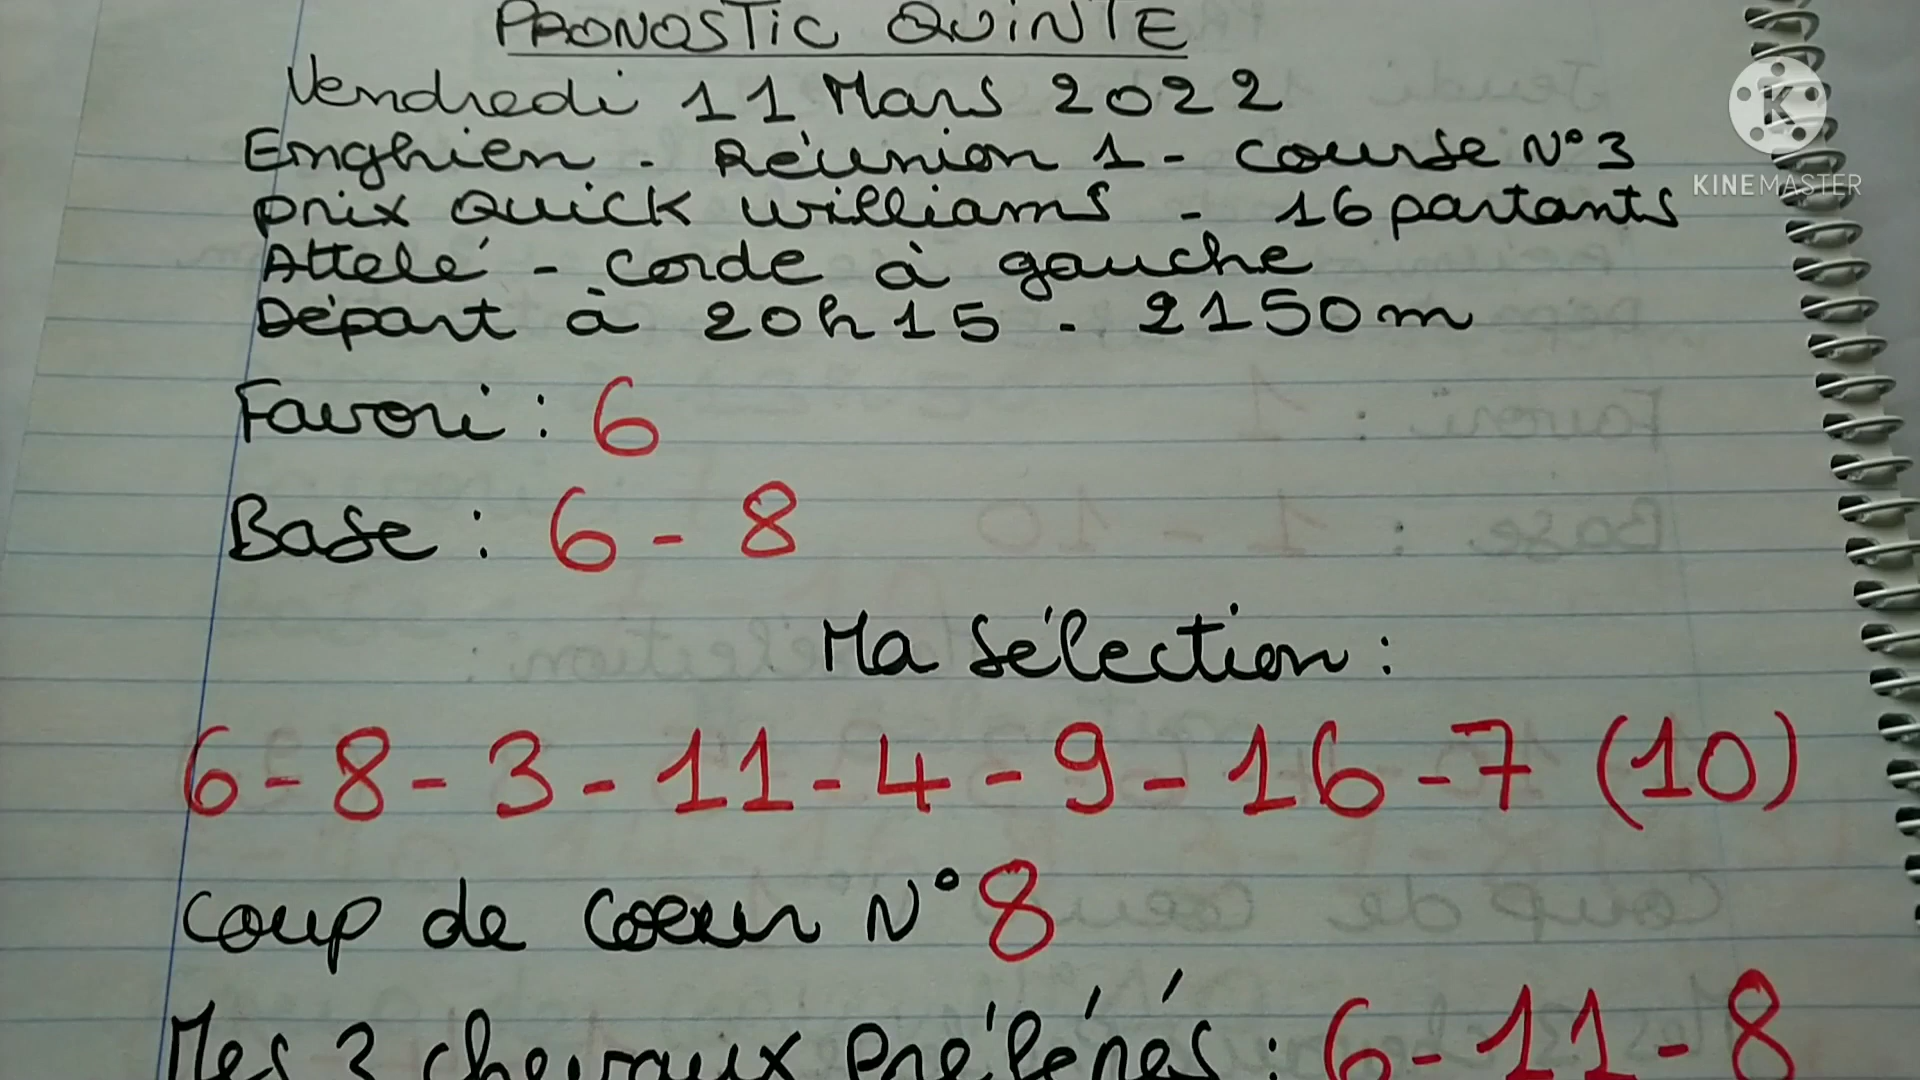 PRONOSTIC QUINTE
Vendredi 11 Mars 2022
Enghien - Réunion 1 - course N°3
prix Quick williams - 16 partants
Attelé - Corde à gauche
Départ à 20h15 - 2150m
Favori : 6
Base : 6 - 8
Ma Sélection :
6 - 8 - 3 - 11 - 4 - 9 - 16 - 7 (10)
Coup de Coeur N° 8
Mes 3 chevaux préférés : 6 - 11 - 8
K
KINEMASTER